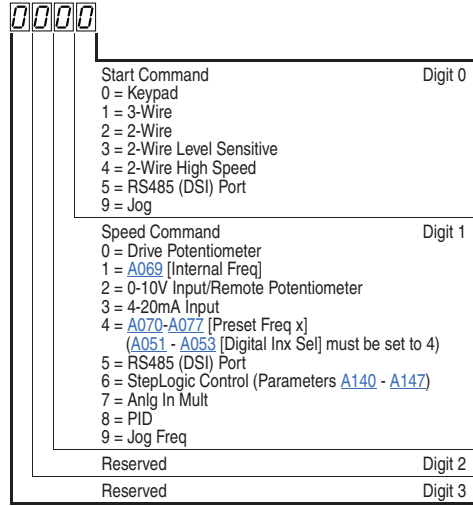 0000
Start Command Digit 0
0 = Keypad
1 = 3-Wire
2 = 2-Wire
3 = 2-Wire Level Sensitive
4 = 2-Wire High Speed
5 = RS485 (DSI) Port
9 = Jog
Speed Command Digit 1
0 = Drive Potentiometer
1 = A069 [Internal Freq]
2 = 0-10V Input/Remote Potentiometer
3 = 4-20mA Input
4 = A070-A077 [Preset Freq x]
(A051 - A053 [Digital Inx Sel] must be set to 4)
5 = RS485 (DSI) Port
6 = StepLogic Control (Parameters A140 - A147)
7 = Anlg In Mult
8 = PID
9 = Jog Freq
Reserved Digit 2
Reserved Digit 3